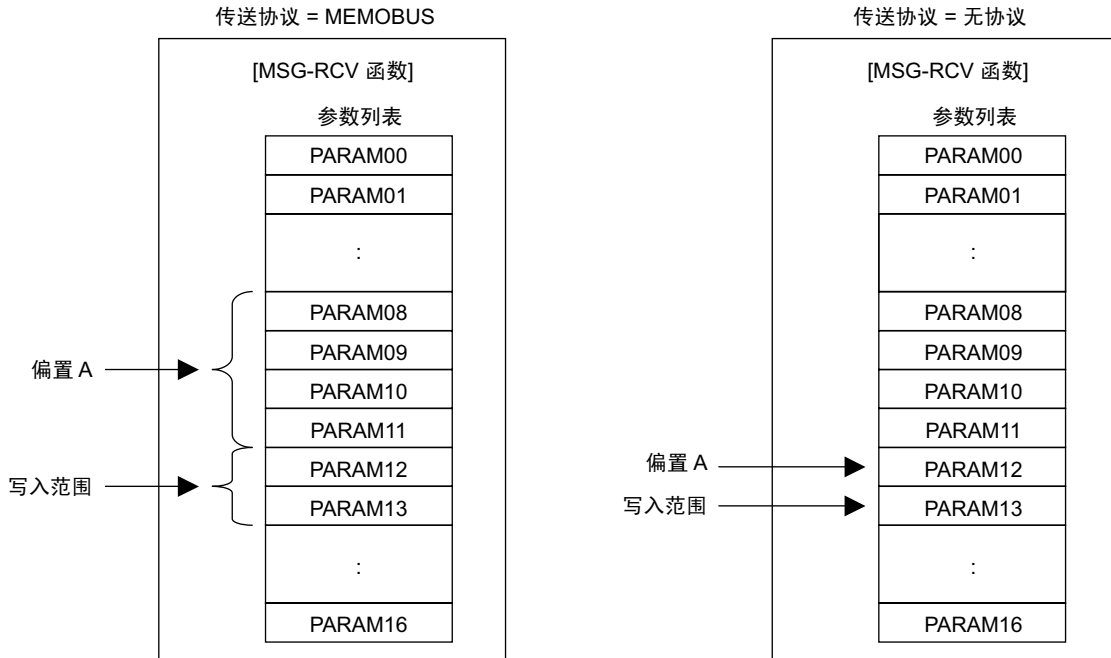 传送协议 = MEMOBUS
[MSG-RCV 函数]
参数列表
PARAM00
PARAM01
:
PARAM08
PARAM09
PARAM10
PARAM11
PARAM12
PARAM13
:
PARAM16
偏置 A
写入范围
传送协议 = 无协议
[MSG-RCV 函数]
参数列表
PARAM00
PARAM01
:
PARAM08
PARAM09
PARAM10
PARAM11
PARAM12
PARAM13
:
PARAM16
偏置 A
写入范围